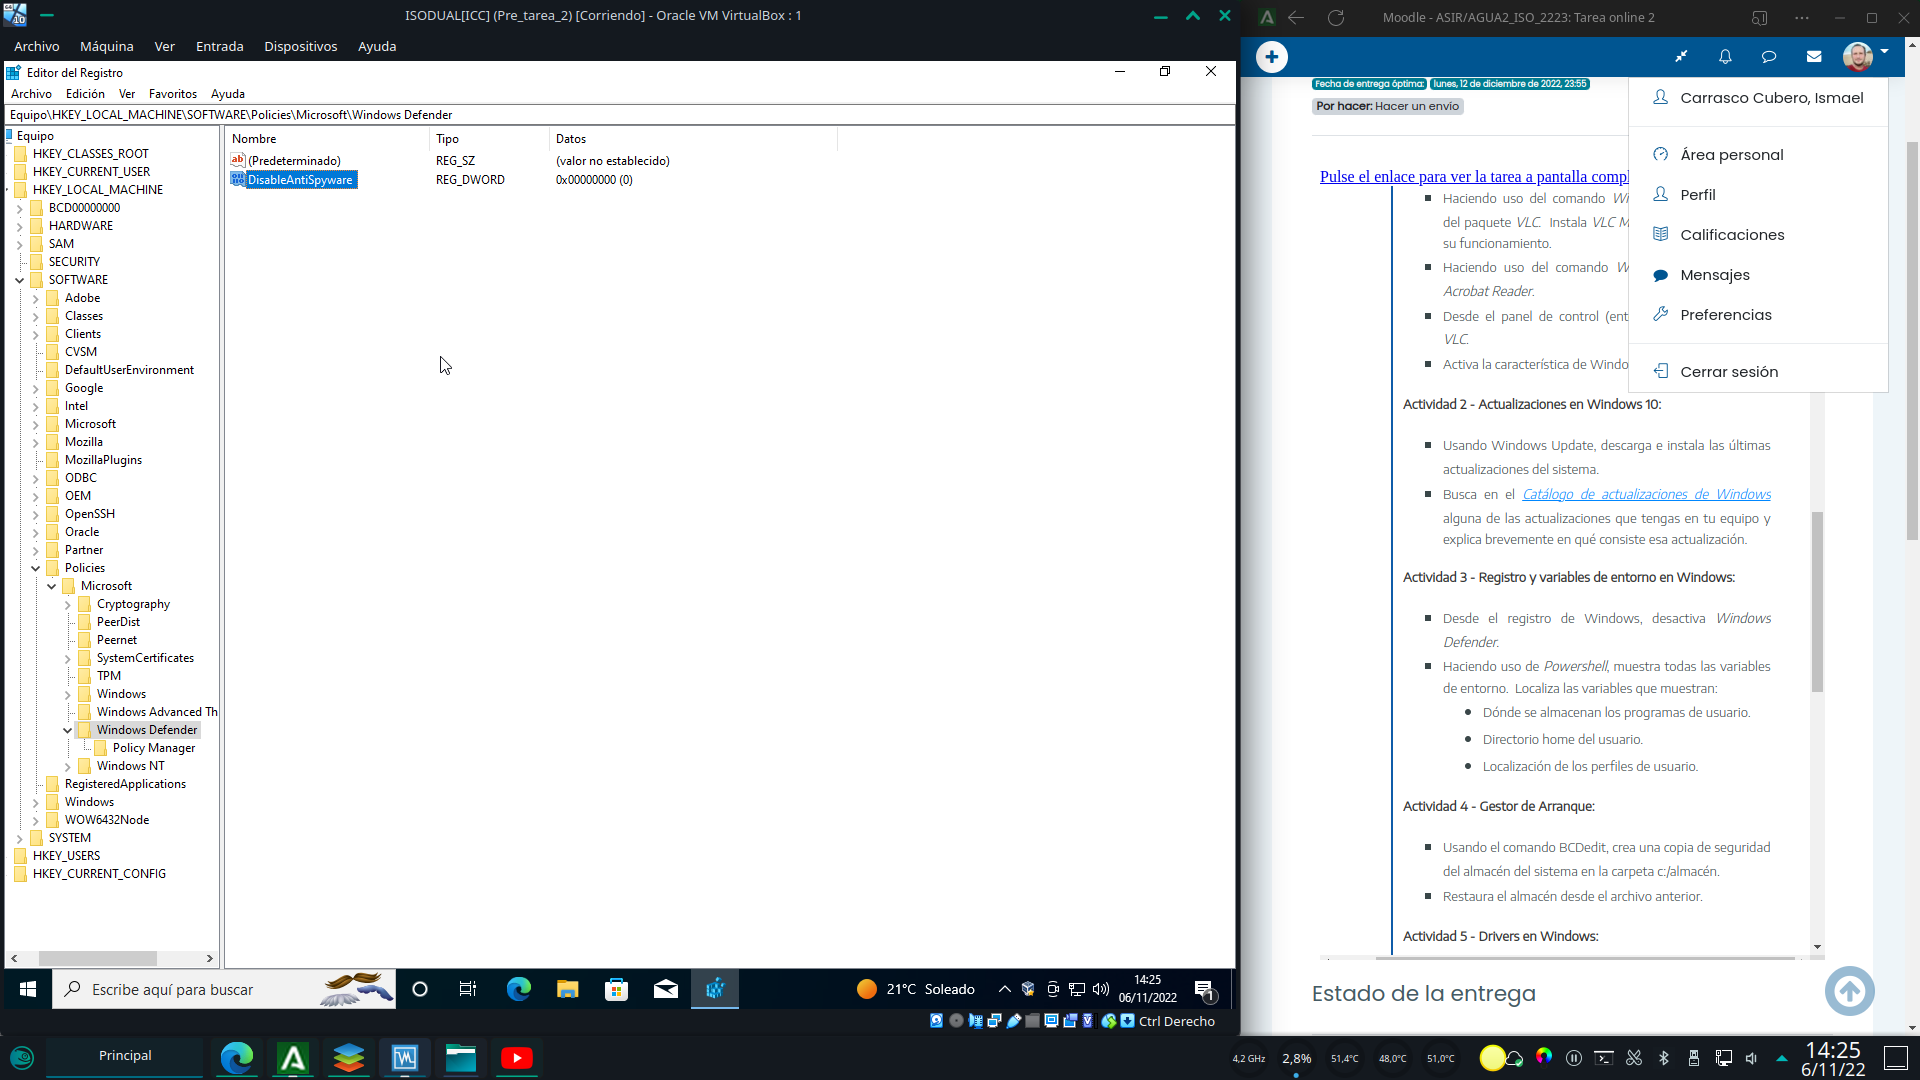 ISODUAL[ICC] (Pre_tarea_2) [Corriendo] - Oracle VM VirtualBox : 1
Archivo Máquina Ver Entrada Dispositivos Ayuda
Editor del Registro
Archivo Edición Ver Favoritos Ayuda
Equipo\HKEY_LOCAL_MACHINE\SOFTWARE\Policies\Microsoft\Windows Defender
Equipo
HKEY_CLASSES_ROOT
HKEY_CURRENT_USER
HKEY_LOCAL_MACHINE
BCD00000000
HARDWARE
SAM
SECURITY
SOFTWARE
Adobe
Classes
Clients
CVSM
DefaultUserEnvironment
Google
Intel
Microsoft
Mozilla
MozillaPlugins
ODBC
OEM
OpenSSH
Oracle
Partner
Policies
Microsoft
Cryptography
PeerDist
Peernet
SystemCertificates
TPM
Windows
Windows Advanced Th
Windows Defender
Policy Manager
Windows NT
RegisteredApplications
Windows
WOW6432Node
SYSTEM
HKEY_USERS
HKEY_CURRENT_CONFIG
Nombre Tipo Datos
(Predeterminado) REG_SZ (valor no establecido)
DisableAntiSpyware REG_DWORD 0x00000000 (0)
Escribe aquí para buscar
21°C Soleado
14:25
06/11/2022
1
Ctrl Derecho
Moodle - ASIR/AGUA2_ISO_2223: Tarea online 2
Fecha de entrega óptima: lunes, 12 de diciembre de 2022, 23:55
Por hacer: Hacer un envío
Pulse el enlace para ver la tarea a pantalla compl
Haciendo uso del comando Wi
del paquete VLC. Instala VLC M
su funcionamiento.
Haciendo uso del comando W
Acrobat Reader.
Desde el panel de control (ent
VLC.
Activa la característica de Windo
Carrasco Cubero, Ismael
Área personal
Perfil
Calificaciones
Mensajes
Preferencias
Cerrar sesión
Actividad 2 - Actualizaciones en Windows 10:
Usando Windows Update, descarga e instala las últimas
actualizaciones del sistema.
Busca en el Catálogo de actualizaciones de Windows
alguna de las actualizaciones que tengas en tu equipo y
explica brevemente en qué consiste esa actualización.
Actividad 3 - Registro y variables de entorno en Windows:
Desde el registro de Windows, desactiva Windows
Defender.
Haciendo uso de Powershell, muestra todas las variables
de entorno. Localiza las variables que muestran:
Dónde se almacenan los programas de usuario.
Directorio home del usuario.
Localización de los perfiles de usuario.
Actividad 4 - Gestor de Arranque:
Usando el comando BCDedit, crea una copia de seguridad
del almacén del sistema en la carpeta c:/almacén.
Restaura el almacén desde el archivo anterior.
Actividad 5 - Drivers en Windows:
Estado de la entrega
Principal
4,2 GHz 2,8% 51,4°C 48,0°C 51,0°C
14:25
6/11/22